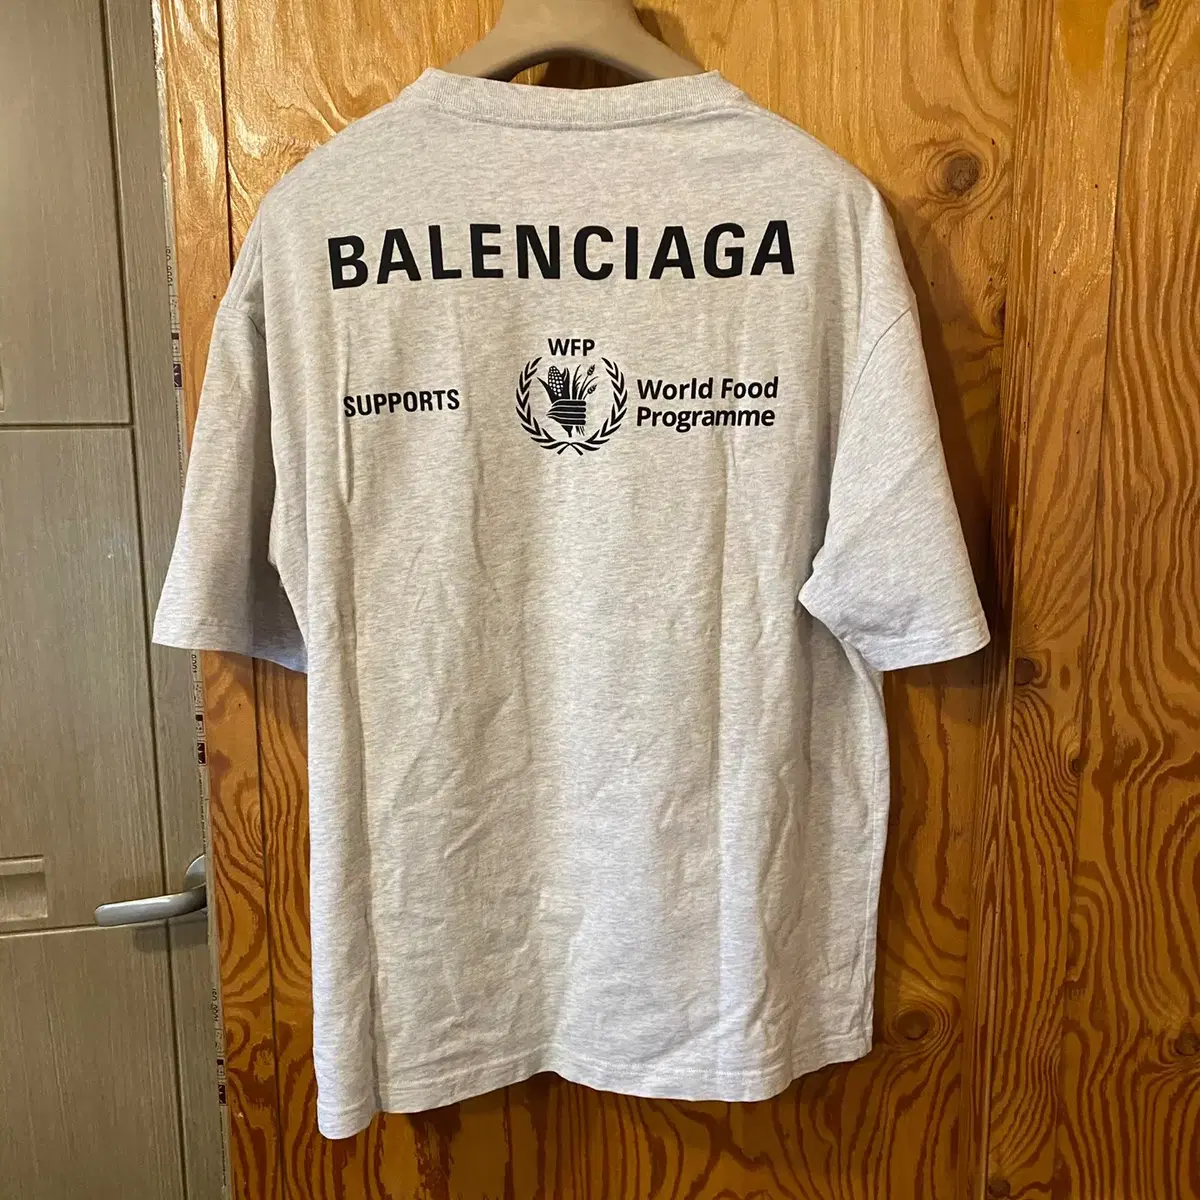 BALENCIAGA
WFP
SUPPORTS
World Food
Programme